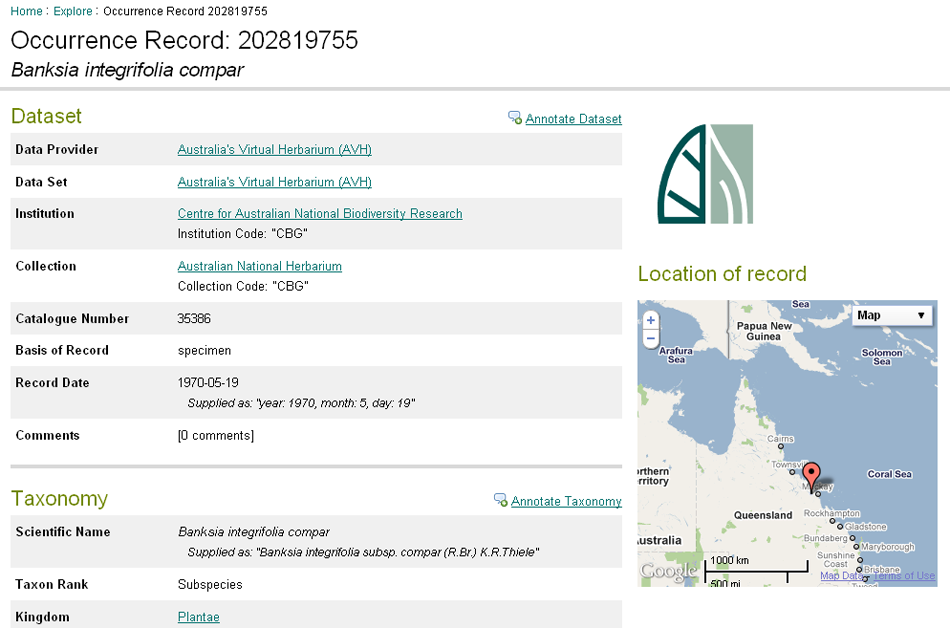 Home : Explore : Occurrence Record 202819755
Occurrence Record: 202819755
Banksia integrifolia compar
Dataset
Annotate Dataset
Data Provider Australia's Virtual Herbarium (AVH)
Data Set Australia's Virtual Herbarium (AVH)
Institution Centre for Australian National Biodiversity Research
Institution Code: "CBG"
Collection Australian National Herbarium
Collection Code: "CBG"
Catalogue Number 35386
Basis of Record specimen
Record Date 1970-05-19
Supplied as: "year: 1970, month: 5, day: 19"
Comments [0 comments]
Taxonomy
Annotate Taxonomy
Scientific Name Banksia integrifolia compar
Supplied as: "Banksia integrifolia subsp. compar (R.Br.) K.R.Thiele"
Taxon Rank Subspecies
Kingdom Plantae
Location of record
Sea
Map
+
−
Papua New
Guinea
Arafura
Sea
Solomon
Sea
Cairns
Townsvi
Mackay
Coral Sea
rthern
rritory
Queensland
Rockhampton
Gladstone
Bundaberg
Maryborough
ustralia
Sunshine
Coast
Brisbane
1000 km
500 mi
Google
Map Data
Terms of Use